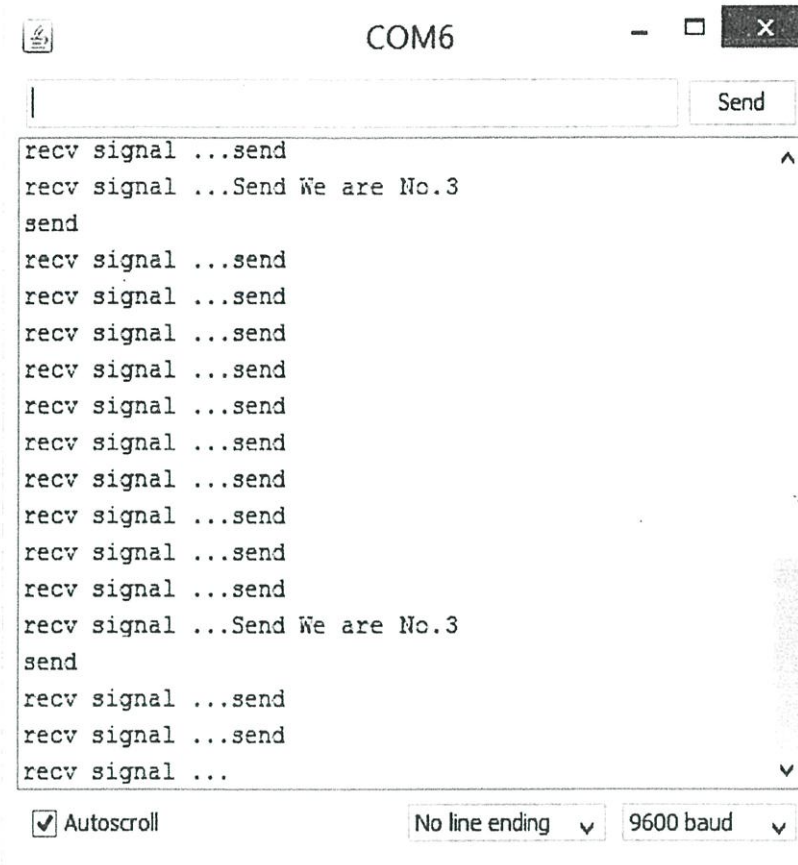 COM6
Send
recv signal ...send
recv signal ...Send We are No.3
send
recv signal ...send
recv signal ...send
recv signal ...send
recv signal ...send
recv signal ...send
recv signal ...send
recv signal ...send
recv signal ...send
recv signal ...send
recv signal ...send
recv signal ...Send We are No.3
send
recv signal ...send
recv signal ...send
recv signal ...
Autoscroll No line ending 9600 baud